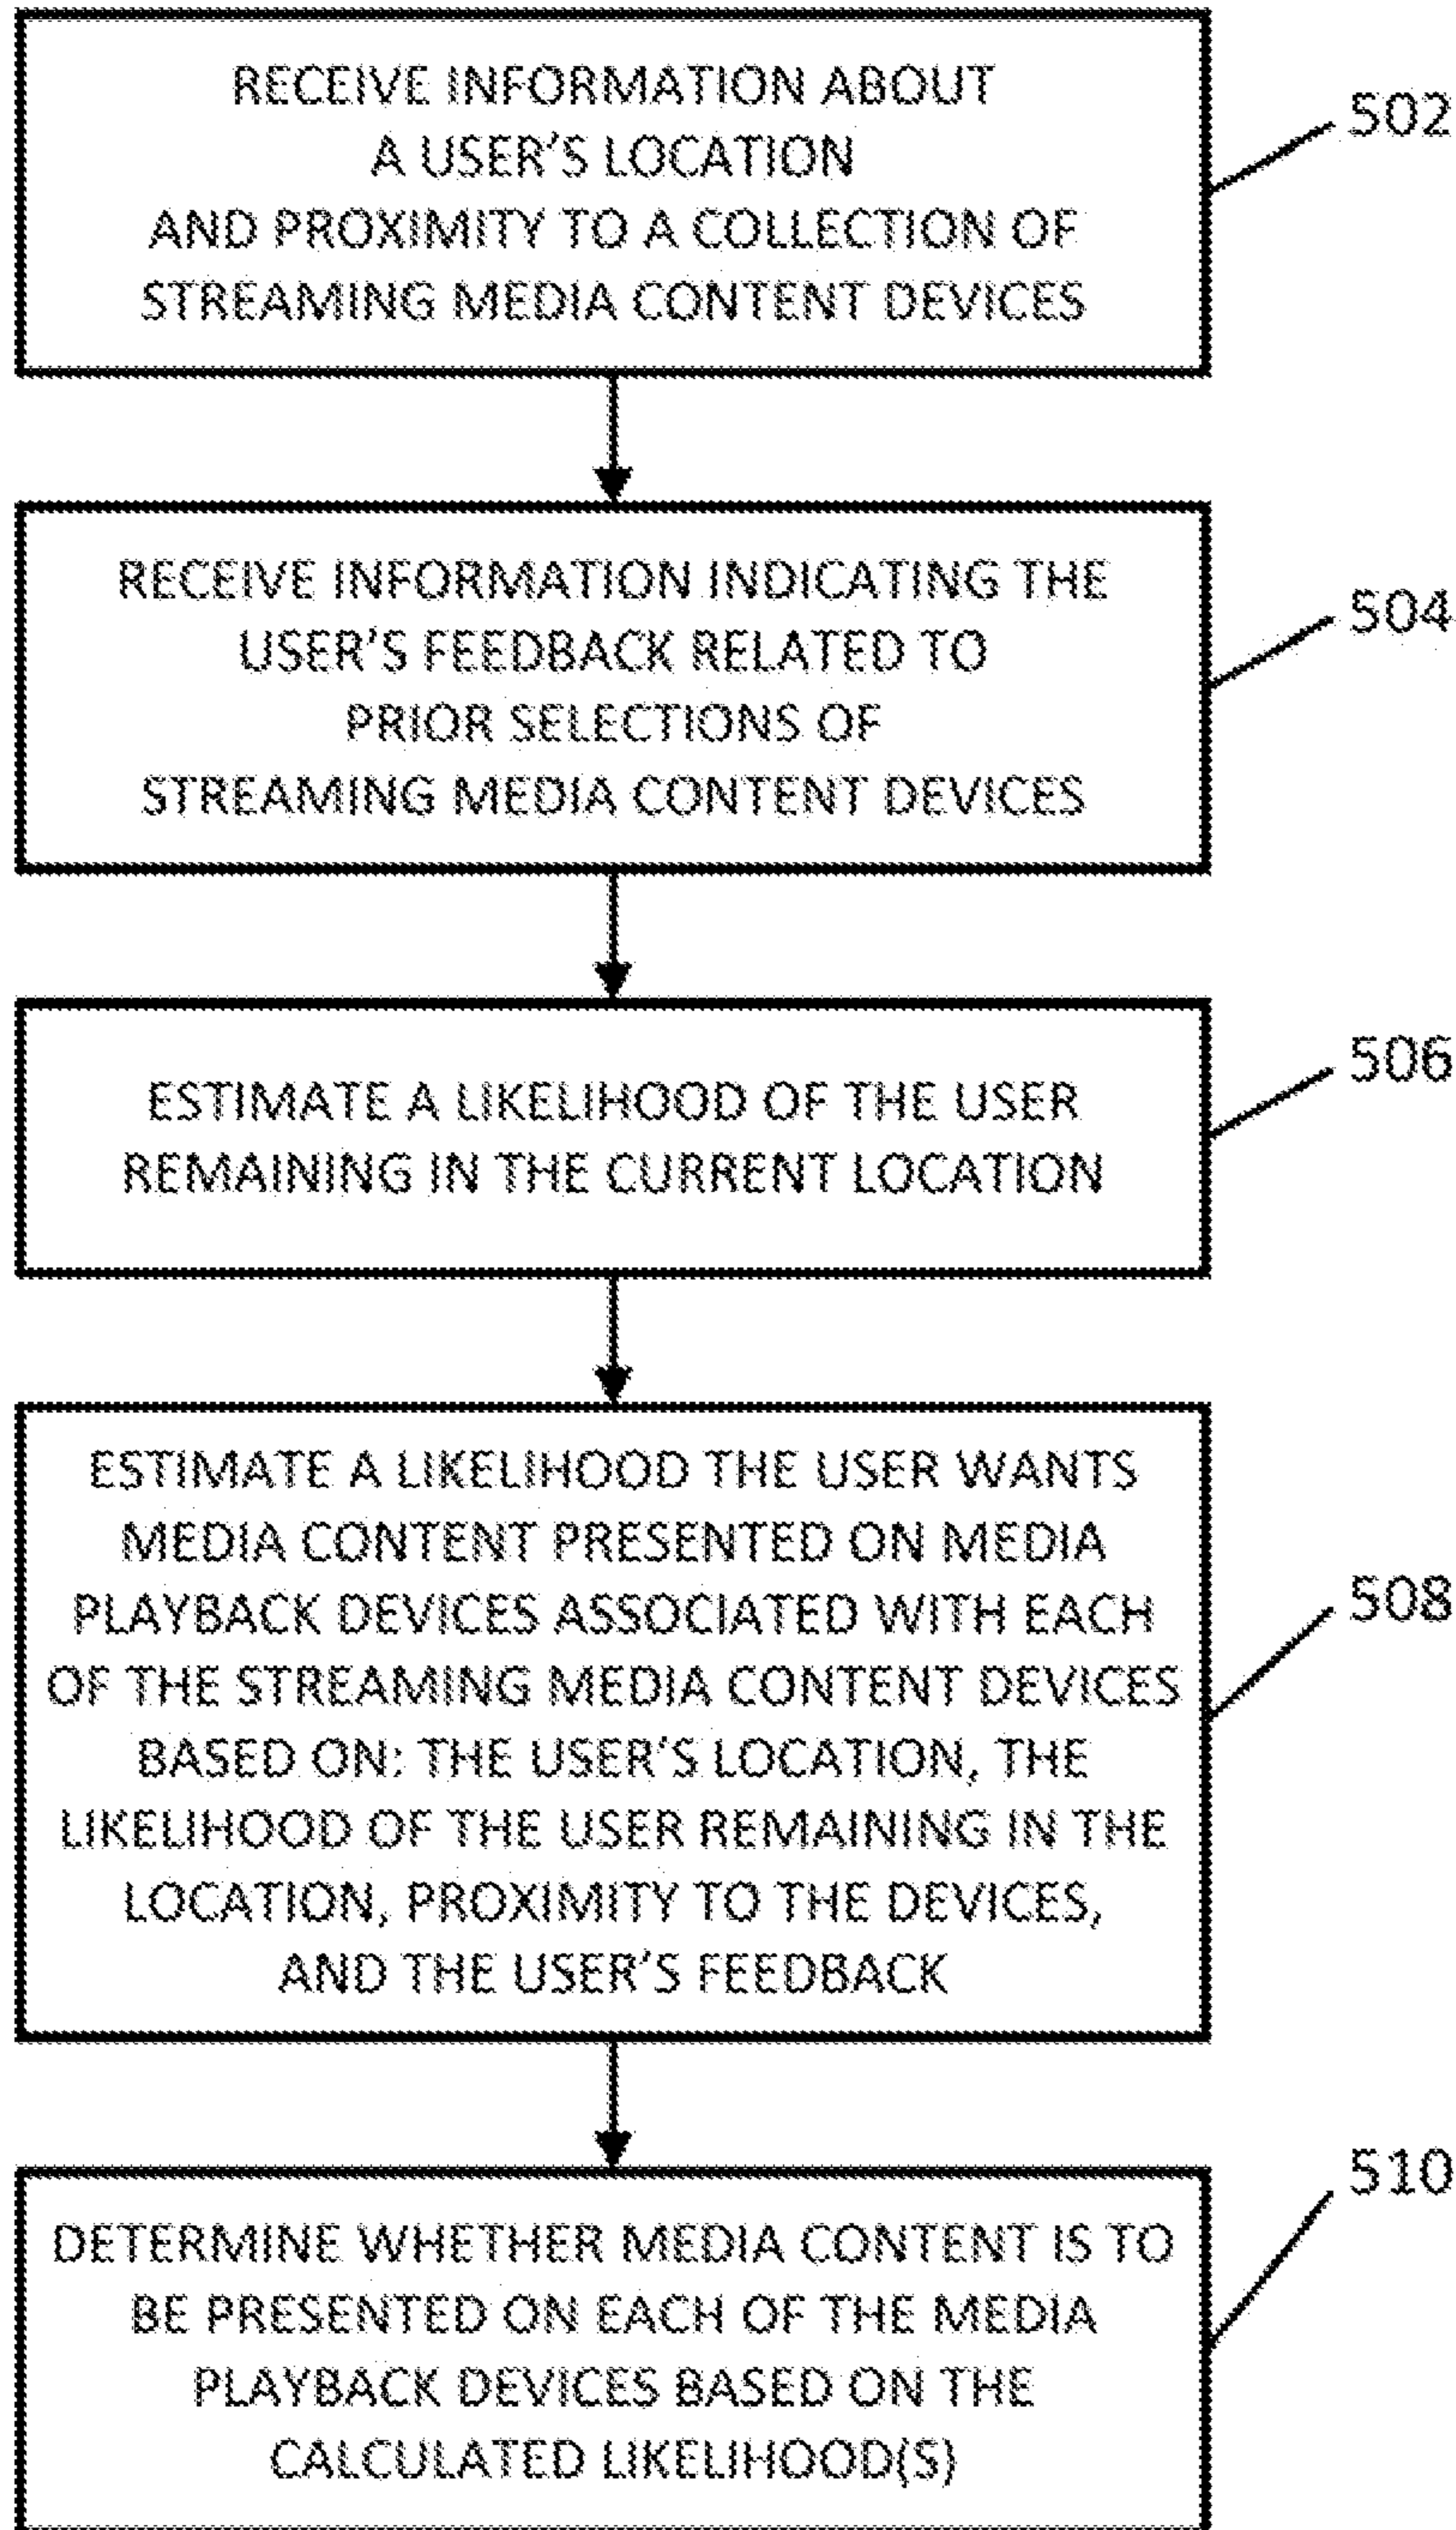 RECEIVE INFORMATION ABOUT
A USER'S LOCATION
AND PROXIMITY TO A COLLECTION OF
STREAMING MEDIA CONTENT DEVICES
502
RECEIVE INFORMATION INDICATING THE
USER'S FEEDBACK RELATED TO
PRIOR SELECTIONS OF
STREAMING MEDIA CONTENT DEVICES
504
ESTIMATE A LIKELIHOOD OF THE USER
REMAINING IN THE CURRENT LOCATION
506
ESTIMATE A LIKELIHOOD THE USER WANTS
MEDIA CONTENT PRESENTED ON MEDIA
PLAYBACK DEVICES ASSOCIATED WITH EACH
OF THE STREAMING MEDIA CONTENT DEVICES
BASED ON: THE USER'S LOCATION, THE
LIKELIHOOD OF THE USER REMAINING IN THE
LOCATION, PROXIMITY TO THE DEVICES,
AND THE USER'S FEEDBACK
508
DETERMINE WHETHER MEDIA CONTENT IS TO
BE PRESENTED ON EACH OF THE MEDIA
PLAYBACK DEVICES BASED ON THE
CALCULATED LIKELIHOOD(S)
510